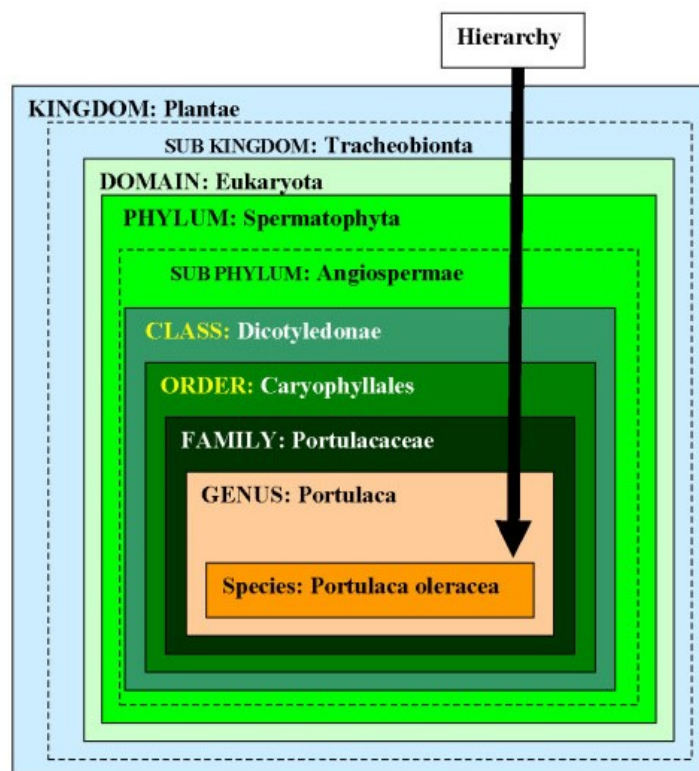 Hierarchy
KINGDOM: Plantae
SUB KINGDOM: Tracheobionta
DOMAIN: Eukaryota
PHYLUM: Spermatophyta
SUB PHYLUM: Angiospermae
CLASS: Dicotyledonae
ORDER: Caryophyllales
FAMILY: Portulacaceae
GENUS: Portulaca
Species: Portulaca oleracea